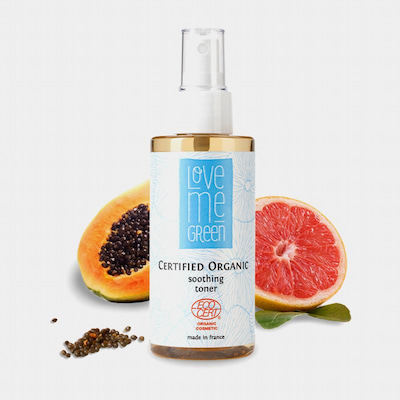 LOVE
Me
GReeN
CERTIFIED ORGANIC
soothing
toner
ECO
CERT
ORGANIC
COSMETIC
made in france